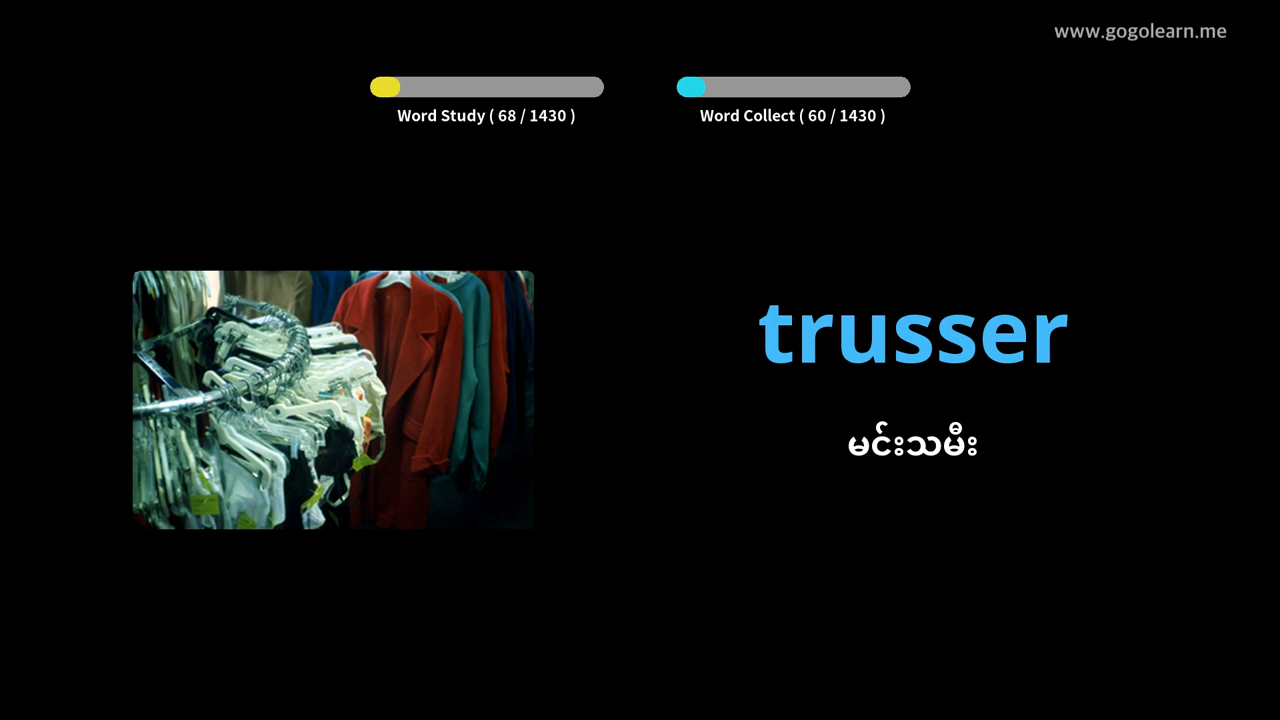 www.gogolearn.me
Word Study ( 68 / 1430 )
Word Collect ( 60 / 1430 )
trusser
မင်းသမီး